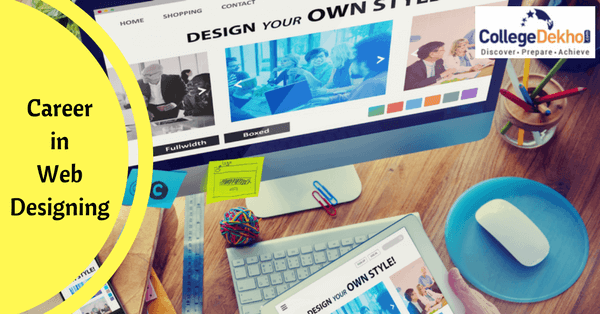 HOME SHOPPING CONTACT
DESIGN YOUR OWN STYLE!
Fullwidth
Boxed
CollegeDekho.com
Discover • Prepare • Achieve
Career
in
Web
Designing
DESIGN YOUR OWN STYLE!